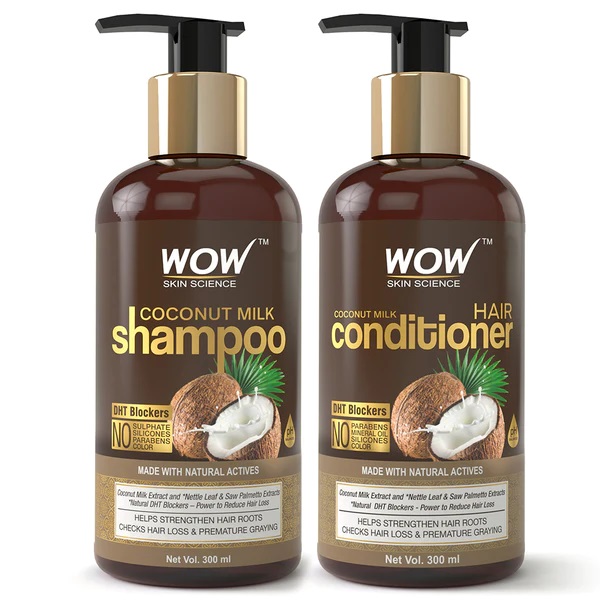 WOW™
SKIN SCIENCE
COCONUT MILK
shampoo
DHT Blockers
NO
SULPHATE
SILICONES
PARABENS
COLOR
MADE WITH NATURAL ACTIVES
Coconut Milk Extract and *Nettle Leaf & Saw Palmetto Extracts
*Natural DHT Blockers – Power to Reduce Hair Loss
HELPS STRENGTHEN HAIR ROOTS
CHECKS HAIR LOSS & PREMATURE GRAYING
Net Vol. 300 ml
WOW™
SKIN SCIENCE
COCONUT MILK HAIR
conditioner
DHT Blockers
NO
PARABENS
MINERAL OIL
SILICONES
COLOR
MADE WITH NATURAL ACTIVES
Coconut Milk Extract and *Nettle Leaf & Saw Palmetto Extracts
*Natural DHT Blockers - Power to Reduce Hair Loss
HELPS STRENGTHEN HAIR ROOTS
CHECKS HAIR LOSS & PREMATURE GRAYING
Net Vol. 300 ml